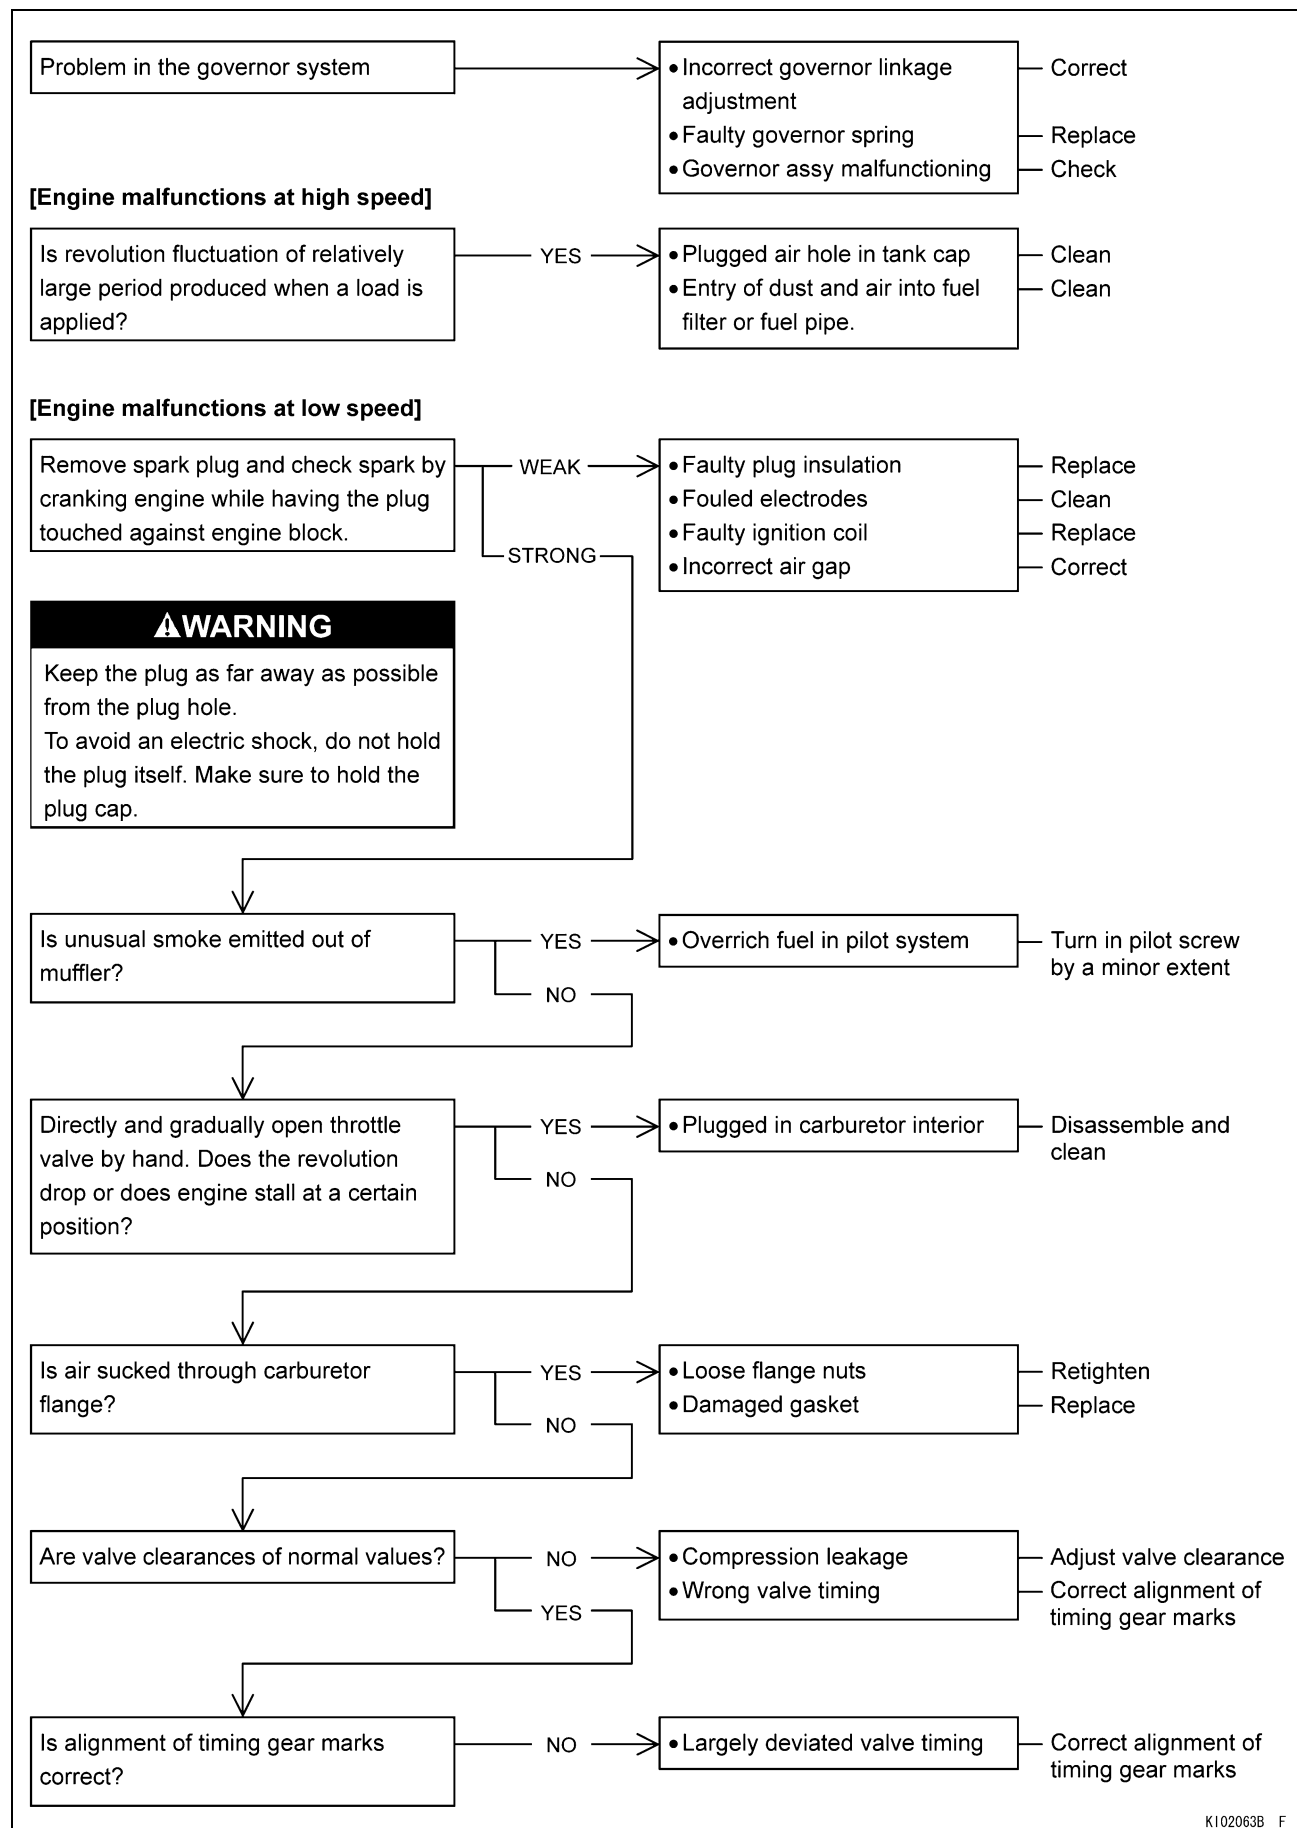 Problem in the governor system
• Incorrect governor linkage
adjustment
Correct
• Faulty governor spring
Replace
• Governor assy malfunctioning
Check
[Engine malfunctions at high speed]
Is revolution fluctuation of relatively
large period produced when a load is
applied?
YES
• Plugged air hole in tank cap
Clean
• Entry of dust and air into fuel
filter or fuel pipe.
Clean
[Engine malfunctions at low speed]
Remove spark plug and check spark by
cranking engine while having the plug
touched against engine block.
WEAK
• Faulty plug insulation
Replace
• Fouled electrodes
Clean
• Faulty ignition coil
Replace
• Incorrect air gap
Correct
STRONG
WARNING
Keep the plug as far away as possible
from the plug hole.
To avoid an electric shock, do not hold
the plug itself. Make sure to hold the
plug cap.
Is unusual smoke emitted out of
muffler?
YES
• Overrich fuel in pilot system
Turn in pilot screw
by a minor extent
NO
Directly and gradually open throttle
valve by hand. Does the revolution
drop or does engine stall at a certain
position?
YES
• Plugged in carburetor interior
Disassemble and
clean
NO
Is air sucked through carburetor
flange?
YES
• Loose flange nuts
Retighten
• Damaged gasket
Replace
NO
Are valve clearances of normal values?
NO
• Compression leakage
Adjust valve clearance
• Wrong valve timing
Correct alignment of
timing gear marks
YES
Is alignment of timing gear marks
correct?
NO
• Largely deviated valve timing
Correct alignment of
timing gear marks
KI02063B F